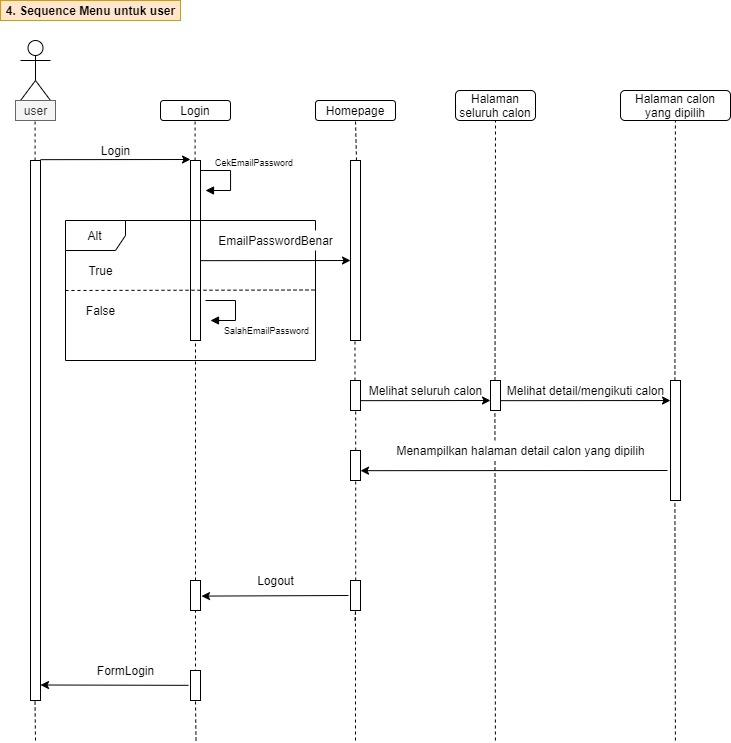 4. Sequence Menu untuk user
user
Login
Homepage
Halaman
seluruh calon
Halaman calon
yang dipilih
Login
CekEmailPassword
Alt
EmailPasswordBenar
True
False
SalahEmailPassword
Melihat seluruh calon
Melihat detail/mengikuti calon
Menampilkan halaman detail calon yang dipilih
Logout
FormLogin